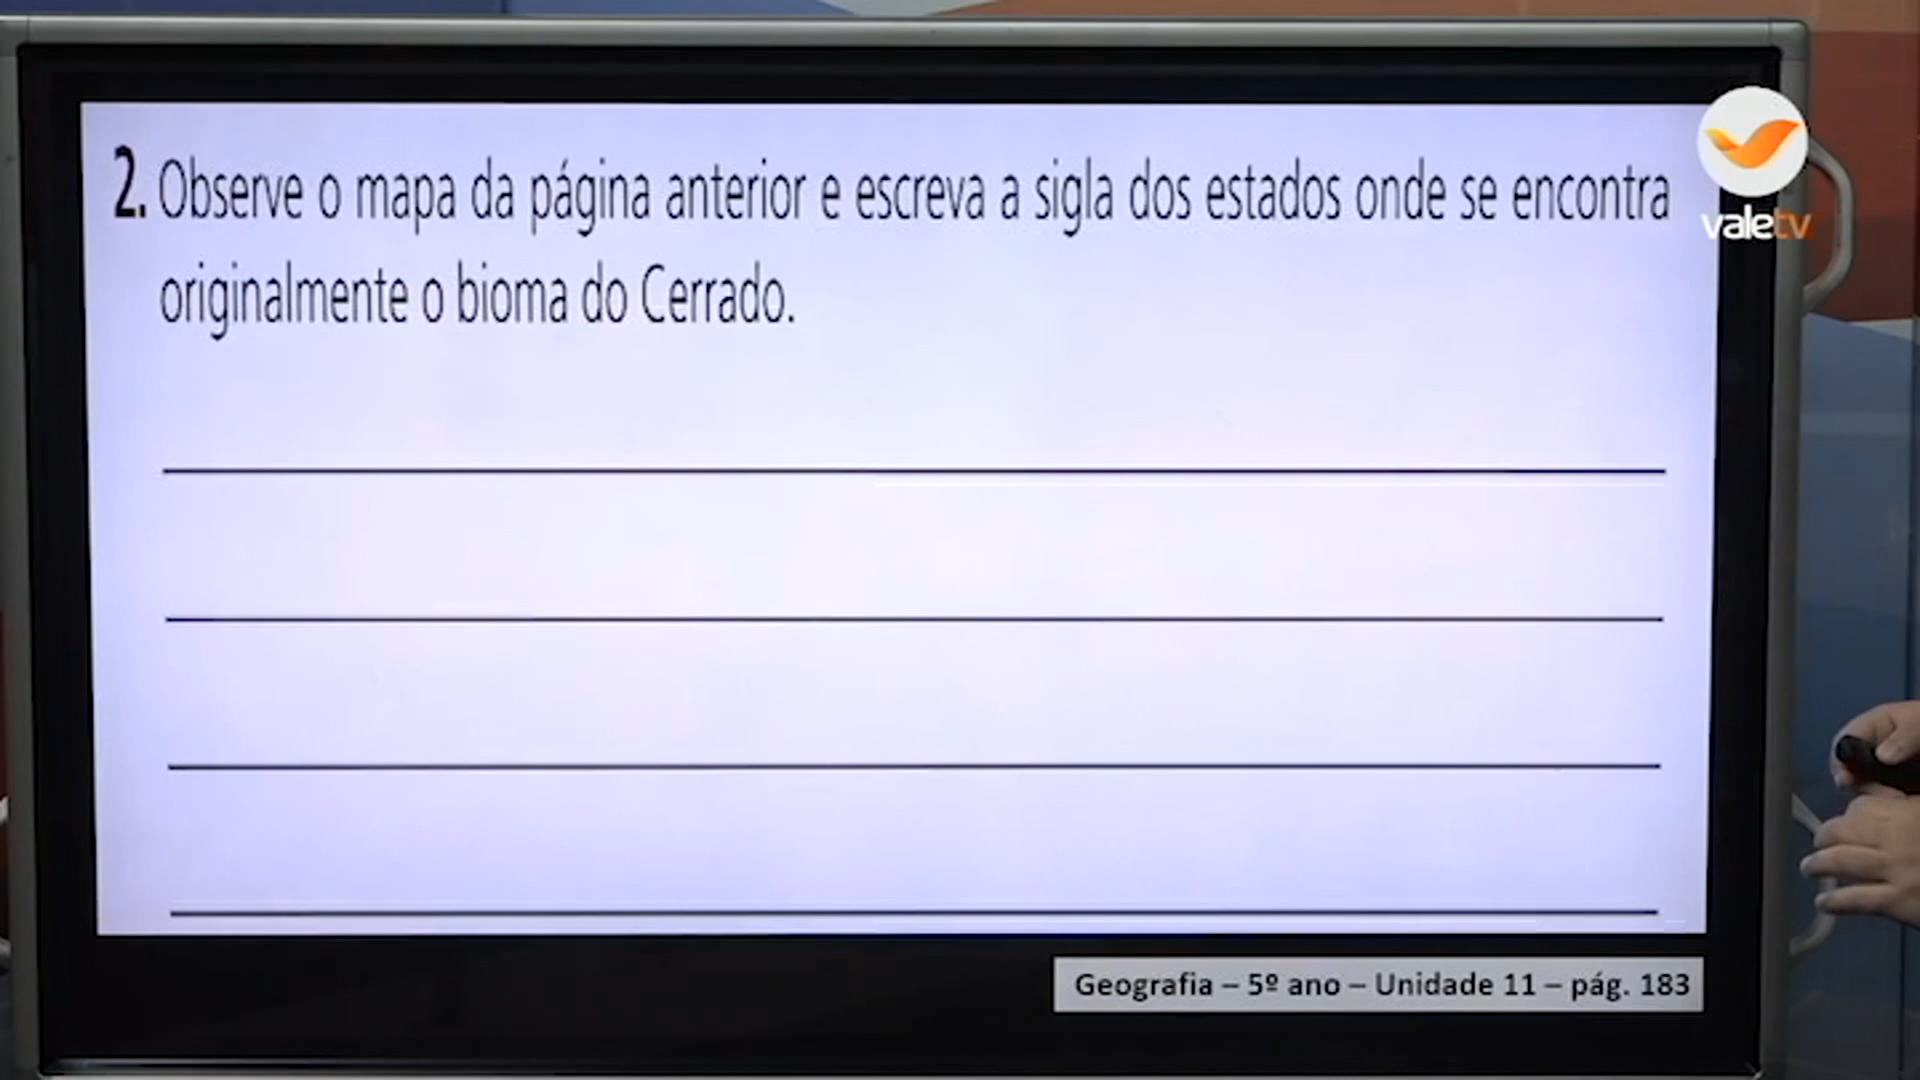 2. Observe o mapa da página anterior e escreva a sigla dos estados onde se encontra
originalmente o bioma do Cerrado.
valetv
Geografia – 5º ano – Unidade 11 – pág. 183